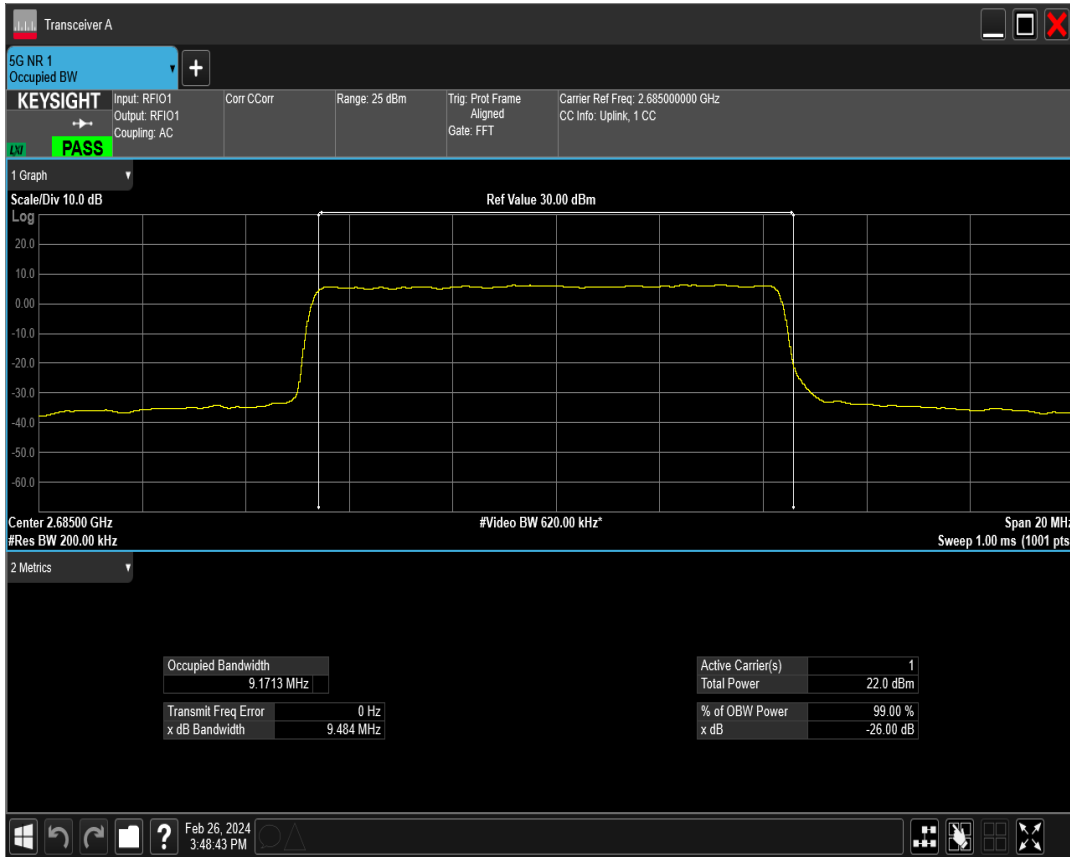 Transceiver A
5G NR 1
Occupied BW
KEYSIGHT
LXI
PASS
Input: RFIO1
Output: RFIO1
Coupling: AC
Corr CCorr
Range: 25 dBm
Trig: Prot Frame
Aligned
Gate: FFT
Carrier Ref Freq: 2.685000000 GHz
CC Info: Uplink, 1 CC
1 Graph
Scale/Div 10.0 dB
Ref Value 30.00 dBm
Log
20.0
10.0
0.00
-10.0
-20.0
-30.0
-40.0
-50.0
-60.0
Center 2.68500 GHz
#Video BW 620.00 kHz*
Span 20 MHz
#Res BW 200.00 kHz
Sweep 1.00 ms (1001 pts
2 Metrics
Occupied Bandwidth
9.1713 MHz
Transmit Freq Error 0 Hz
x dB Bandwidth 9.484 MHz
Active Carrier(s) 1
Total Power 22.0 dBm
% of OBW Power 99.00 %
x dB -26.00 dB
?
Feb 26, 2024
3:48:43 PM